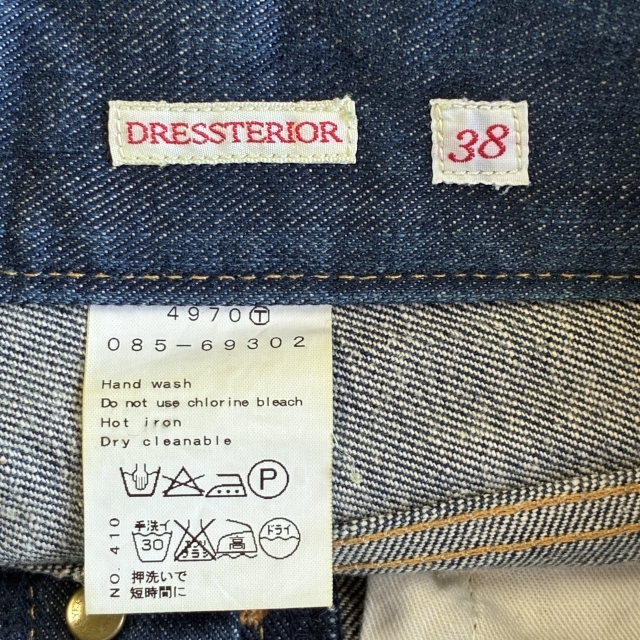 DRESSTERIOR
38
4970Ⓣ
085-69302
Hand wash
Do not use chlorine bleach
Hot iron
Dry cleanable
P
手洗イ
30
高
ドライ
NO. 410
押洗いで
短時間に